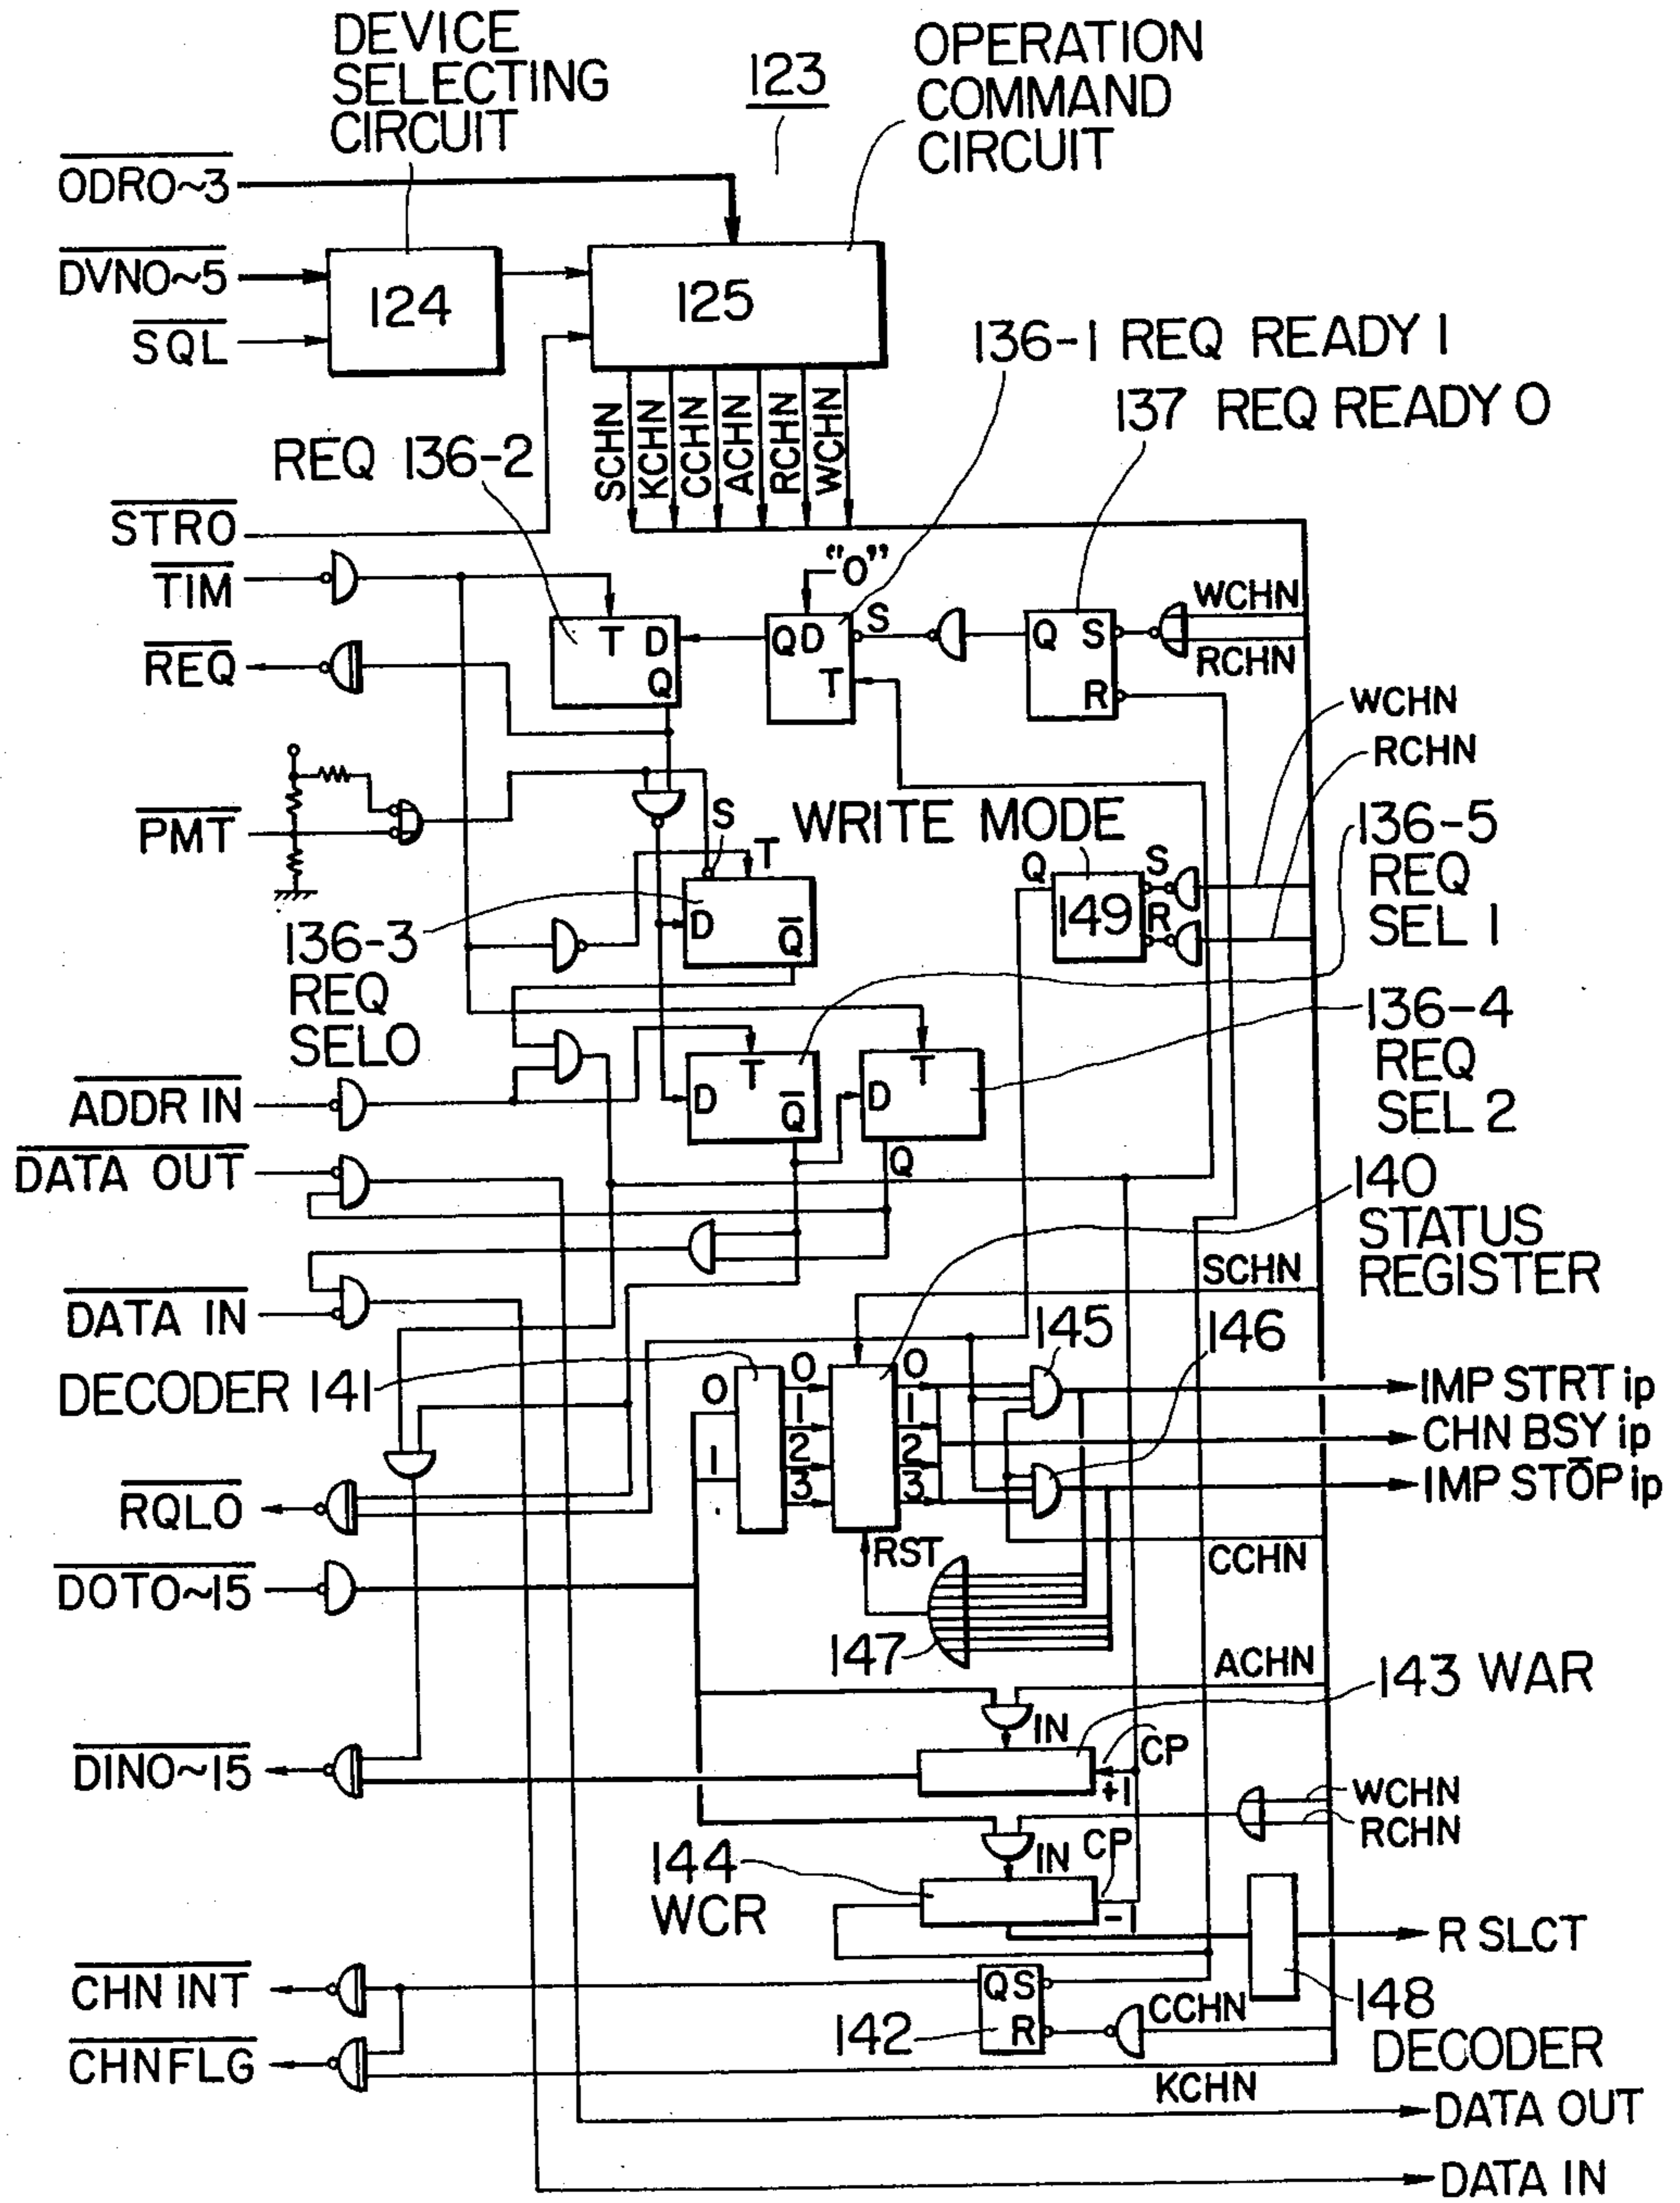 DEVICE
SELECTING
CIRCUIT
123
OPERATION
COMMAND
CIRCUIT
ODR0~3
DVN0~5
SQL
124
125
136-1 REQ READY 1
137 REQ READY 0
REQ 136-2
SCHN
KCHN
CCHN
ACHN
RCHN
WCHN
STRO
TIM
"0"
REQ
T D
Q
QD
S
T
Q S
R
WCHN
RCHN
WCHN
RCHN
PMT
S
T
WRITE MODE
136-5
REQ
SEL 1
Q
S
149
R
D
Q
136-3
REQ
SELO
136-4
REQ
SEL 2
T
D
Q
T
D
Q
ADDR IN
DATA OUT
140
STATUS
REGISTER
SCHN
DATA IN
145
146
DECODER 141
0
1
0
1
2
3
0
1
2
3
IMP STRT ip
CHN BSY ip
IMP STŌP ip
RQLO
RST
CCHN
DOT0~15
147
ACHN
143 WAR
IN
CP
+1
DIN0~15
WCHN
RCHN
144
WCR
IN
CP
-1
R SLCT
CHN INT
QS
R
142
CCHN
148
DECODER
CHNFLG
KCHN
DATA OUT
DATA IN